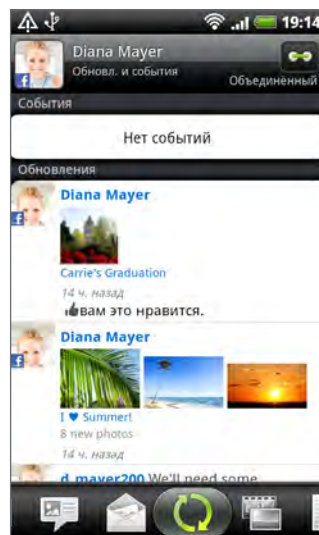 19:14
Diana Mayer
Обновл. и события
Объединенный
События
Нет событий
Обновления
Diana Mayer
Carrie's Graduation
14 ч. назад
вам это нравится.
Diana Mayer
I ♥ Summer!
8 new photos
14 ч. назад
d_mayer200 We'll need some